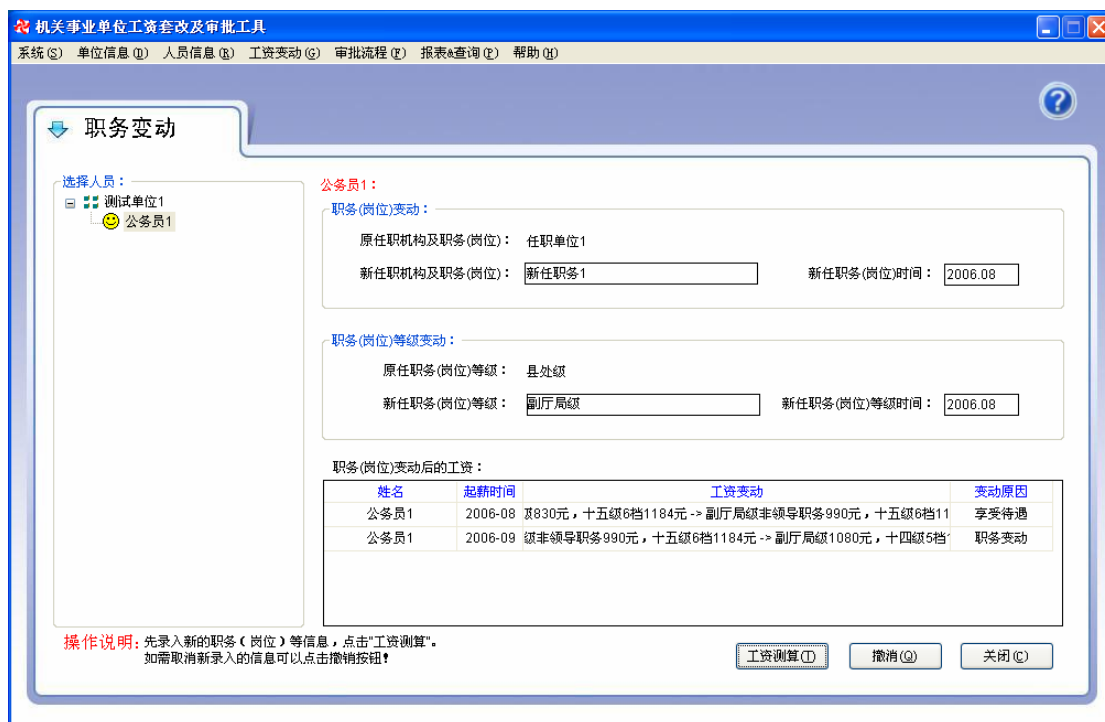 机关事业单位工资套改及审批工具
系统(S) 单位信息(D) 人员信息(R) 工资变动(G) 审批流程(F) 报表&查询(P) 帮助(H)
职务变动
选择人员：
测试单位1
公务员1
公务员1：
职务(岗位)变动：
原任职机构及职务(岗位)： 任职单位1
新任职机构及职务(岗位)： 新任职务1 新任职务(岗位)时间： 2006.08
职务(岗位)等级变动：
原任职务(岗位)等级： 县处级
新任职务(岗位)等级： 副厅局级 新任职务(岗位)等级时间： 2006.08
职务(岗位)变动后的工资：
姓名 起薪时间 工资变动 变动原因
公务员1 2006-08 级830元，十五级6档1184元->副厅局级非领导职务990元，十五级6档11 享受待遇
公务员1 2006-09 级非领导职务990元，十五级6档1184元->副厅局级1080元，十四级5档 职务变动
操作说明：先录入新的职务（岗位）等信息，点击"工资测算"。
如需取消新录入的信息可以点击撤销按钮！
工资测算(T) 撤消(Q) 关闭(C)